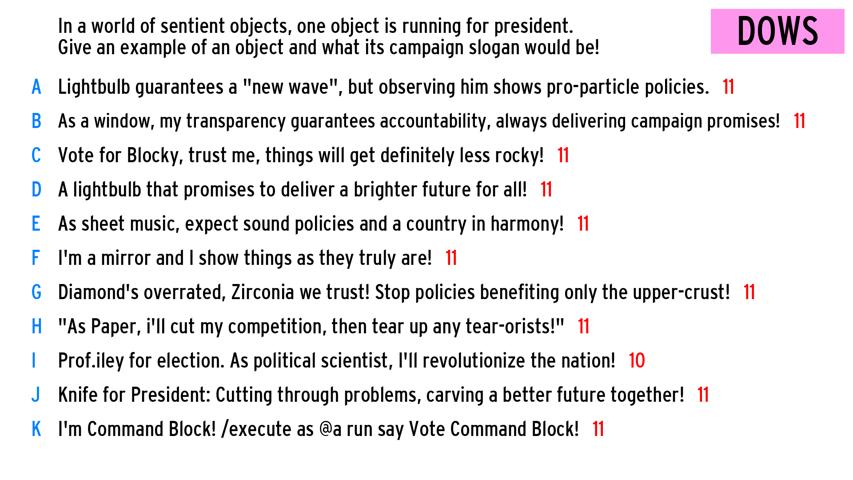 In a world of sentient objects, one object is running for president.
Give an example of an object and what its campaign slogan would be!
DOWS
A Lightbulb guarantees a "new wave", but observing him shows pro-particle policies. 11
B As a window, my transparency guarantees accountability, always delivering campaign promises! 11
C Vote for Blocky, trust me, things will get definitely less rocky! 11
D A lightbulb that promises to deliver a brighter future for all! 11
E As sheet music, expect sound policies and a country in harmony! 11
F I'm a mirror and I show things as they truly are! 11
G Diamond's overrated, Zirconia we trust! Stop policies benefiting only the upper-crust! 11
H "As Paper, i'll cut my competition, then tear up any tear-orists!" 11
I Prof.iley for election. As political scientist, I'll revolutionize the nation! 10
J Knife for President: Cutting through problems, carving a better future together! 11
K I'm Command Block! /execute as @a run say Vote Command Block! 11